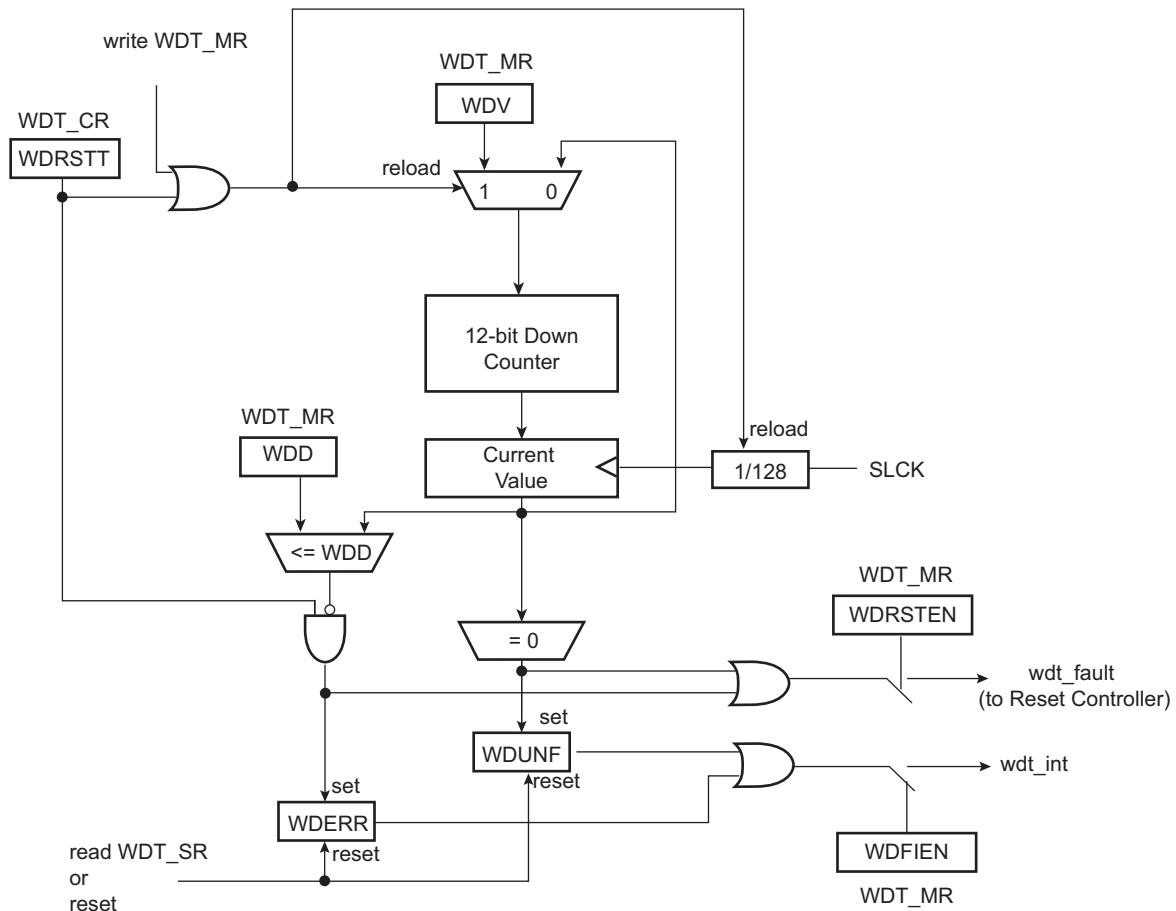 write WDT_MR
WDT_MR
WDV
WDT_CR
WDRSTT
reload
1 0
12-bit Down
Counter
WDT_MR
WDD
reload
Current
Value
1/128
SLCK
<= WDD
WDT_MR
WDRSTEN
= 0
wdt_fault
(to Reset Controller)
set
WDUNF
reset
wdt_int
set
WDERR
reset
read WDT_SR
or
reset
WDFIEN
WDT_MR